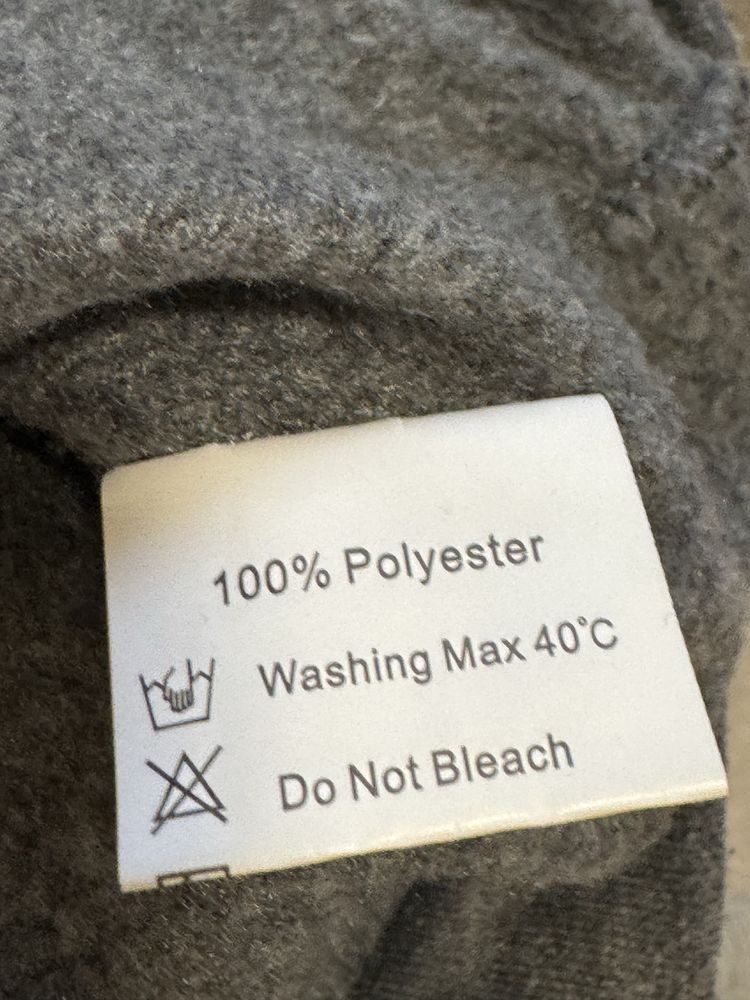 100% Polyester
Washing Max 40°C
Do Not Bleach